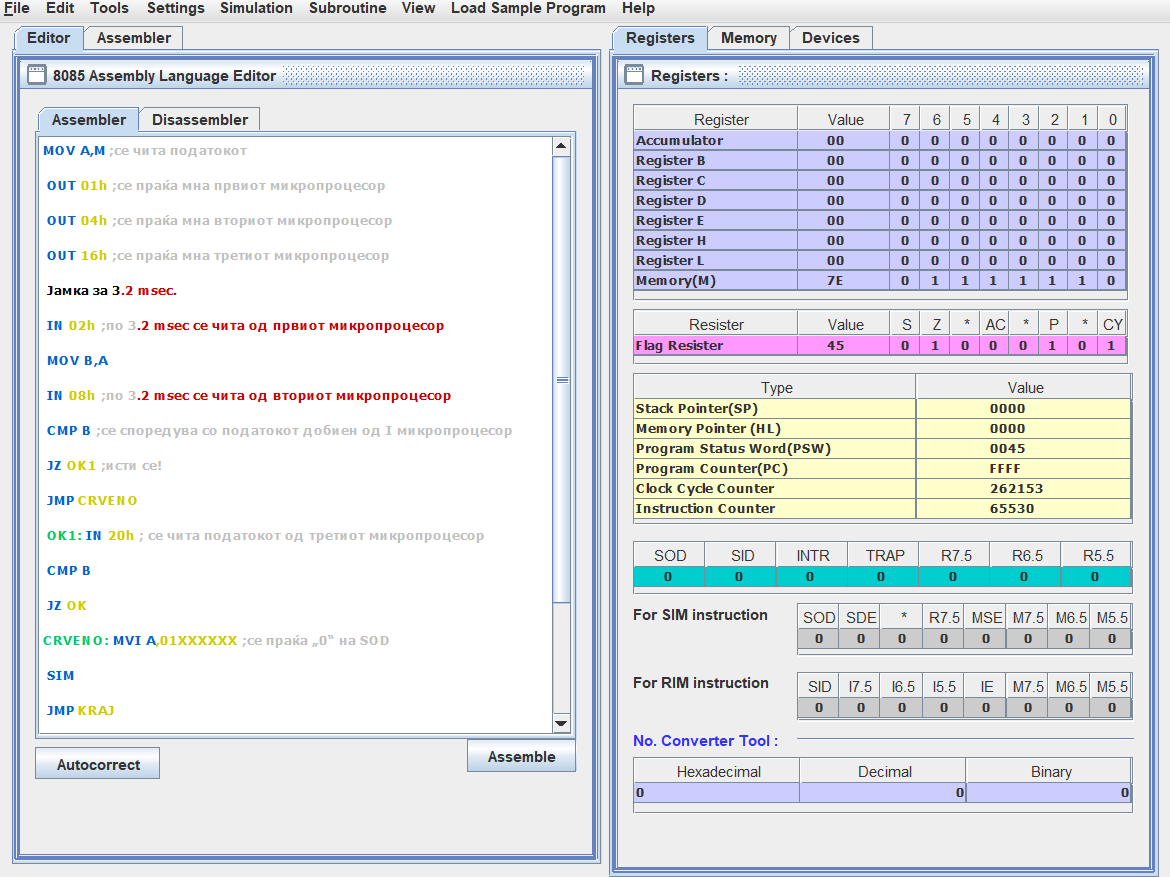 File Edit Tools Settings Simulation Subroutine View Load Sample Program Help
Editor Assembler
8085 Assembly Language Editor
Assembler Disassembler
MOV A,M ;се чита податокот
OUT 01h ;се праќа мна првиот микропроцесор
OUT 04h ;се праќа мна вториот микропроцесор
OUT 16h ;се праќа мна третиот микропроцесор
Јамка за 3.2 msec.
IN 02h ;по 3.2 msec се чита од првиот микропроцесор
MOV B,A
IN 08h ;по 3.2 msec се чита од вториот микропроцесор
CMP B ;се споредува со податокот добиен од I микропроцесор
JZ OK1 ;исти се!
JMP CRVENO
OK1: IN 20h ; се чита податокот од третиот микропроцесор
CMP B
JZ OK
CRVENO: MVI A,01XXXXXX ;се праќа „0“ на SOD
SIM
JMP KRAJ
Autocorrect
Assemble
Registers Memory Devices
Registers :
Register Value 7 6 5 4 3 2 1 0
Accumulator 00 0 0 0 0 0 0 0 0
Register B 00 0 0 0 0 0 0 0 0
Register C 00 0 0 0 0 0 0 0 0
Register D 00 0 0 0 0 0 0 0 0
Register E 00 0 0 0 0 0 0 0 0
Register H 00 0 0 0 0 0 0 0 0
Register L 00 0 0 0 0 0 0 0 0
Memory(M) 7E 0 1 1 1 1 1 1 0
Resister Value S Z * AC * P * CY
Flag Resister 45 0 1 0 0 0 1 0 1
Type Value
Stack Pointer(SP) 0000
Memory Pointer (HL) 0000
Program Status Word(PSW) 0045
Program Counter(PC) FFFF
Clock Cycle Counter 262153
Instruction Counter 65530
SOD SID INTR TRAP R7.5 R6.5 R5.5
0 0 0 0 0 0 0
For SIM instruction
SOD SDE * R7.5 MSE M7.5 M6.5 M5.5
0 0 0 0 0 0 0 0
For RIM instruction
SID I7.5 I6.5 I5.5 IE M7.5 M6.5 M5.5
0 0 0 0 0 0 0 0
No. Converter Tool :
Hexadecimal Decimal Binary
0 0 0